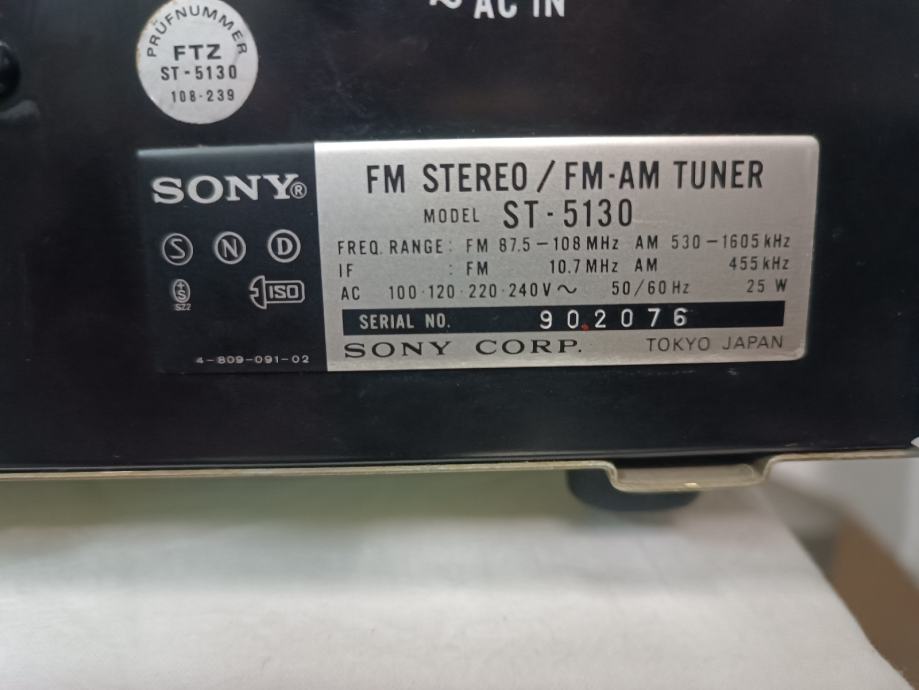 ~ AC IN
PRÜFNUMMER
FTZ
ST-5130
108-239
SONY®
S N D
S
SZ2
ISO
4-809-091-02
FM STEREO / FM-AM TUNER
MODEL ST-5130
FREQ. RANGE: FM 87.5-108 MHz AM 530-1605 kHz
IF : FM 10.7 MHz AM 455 kHz
AC 100·120·220·240V~ 50/60 Hz 25 W
SERIAL NO. 902076
SONY CORP. TOKYO JAPAN